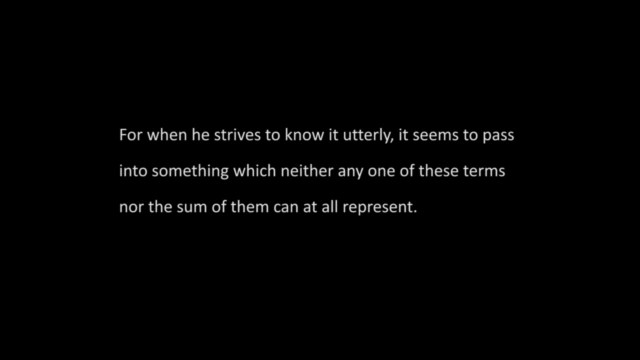 For when he strives to know it utterly, it seems to pass
into something which neither any one of these terms
nor the sum of them can at all represent.